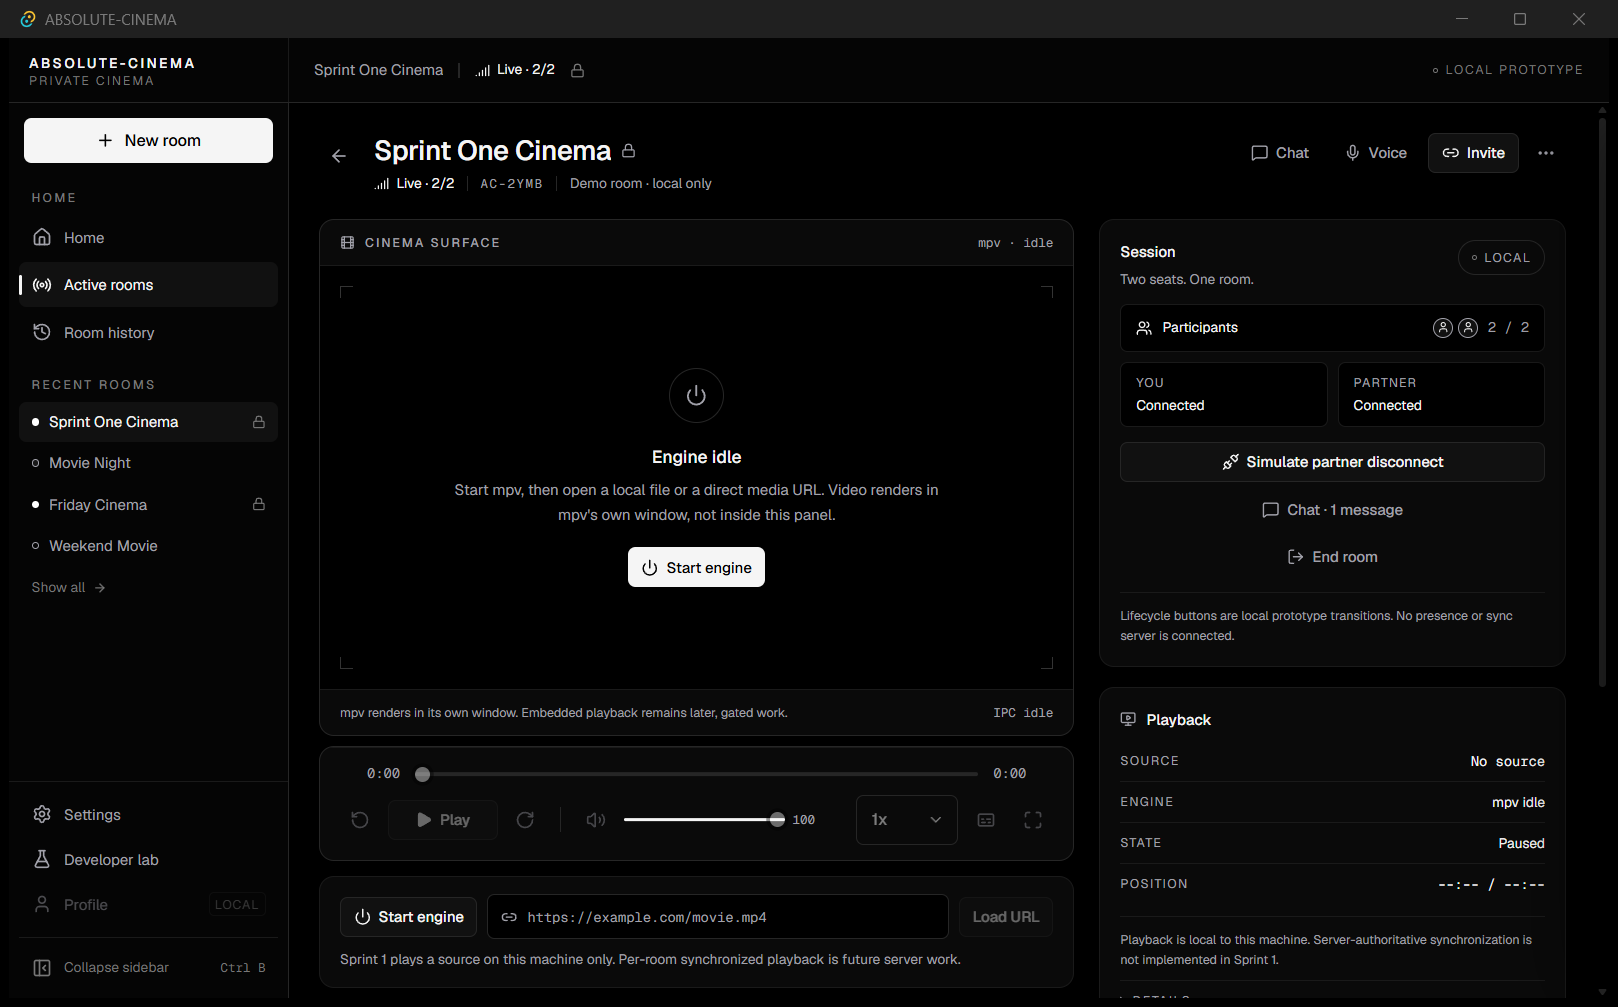 ABSOLUTE-CINEMA
ABSOLUTE-CINEMA
PRIVATE CINEMA
Sprint One Cinema
Live · 2/2
LOCAL PROTOTYPE
New room
HOME
Home
Active rooms
Room history
RECENT ROOMS
Sprint One Cinema
Movie Night
Friday Cinema
Weekend Movie
Show all
Settings
Developer lab
Profile
LOCAL
Collapse sidebar
Ctrl B
Sprint One Cinema
Live · 2/2
AC-2YMB
Demo room · local only
Chat
Voice
Invite
CINEMA SURFACE
mpv · idle
Engine idle
Start mpv, then open a local file or a direct media URL. Video renders in
mpv's own window, not inside this panel.
Start engine
mpv renders in its own window. Embedded playback remains later, gated work.
IPC idle
0:00
0:00
Play
100
1x
Start engine
https://example.com/movie.mp4
Load URL
Sprint 1 plays a source on this machine only. Per-room synchronized playback is future server work.
Session
LOCAL
Two seats. One room.
Participants
2 / 2
YOU
Connected
PARTNER
Connected
Simulate partner disconnect
Chat · 1 message
End room
Lifecycle buttons are local prototype transitions. No presence or sync
server is connected.
Playback
SOURCE
No source
ENGINE
mpv idle
STATE
Paused
POSITION
--:-- / --:--
Playback is local to this machine. Server-authoritative synchronization is
not implemented in Sprint 1.
DETAILS